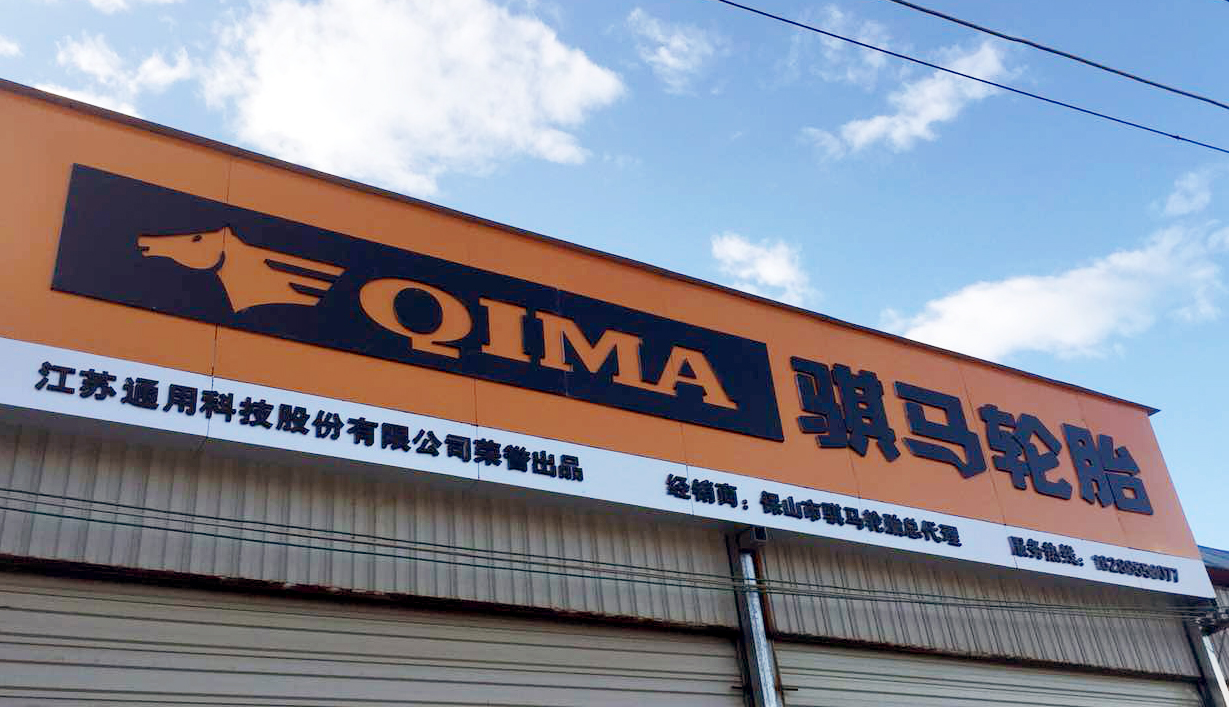 QIMA 骐马轮胎
江苏通用科技股份有限公司荣誉出品 经销商：保山市骐马轮胎总代理 服务热线：